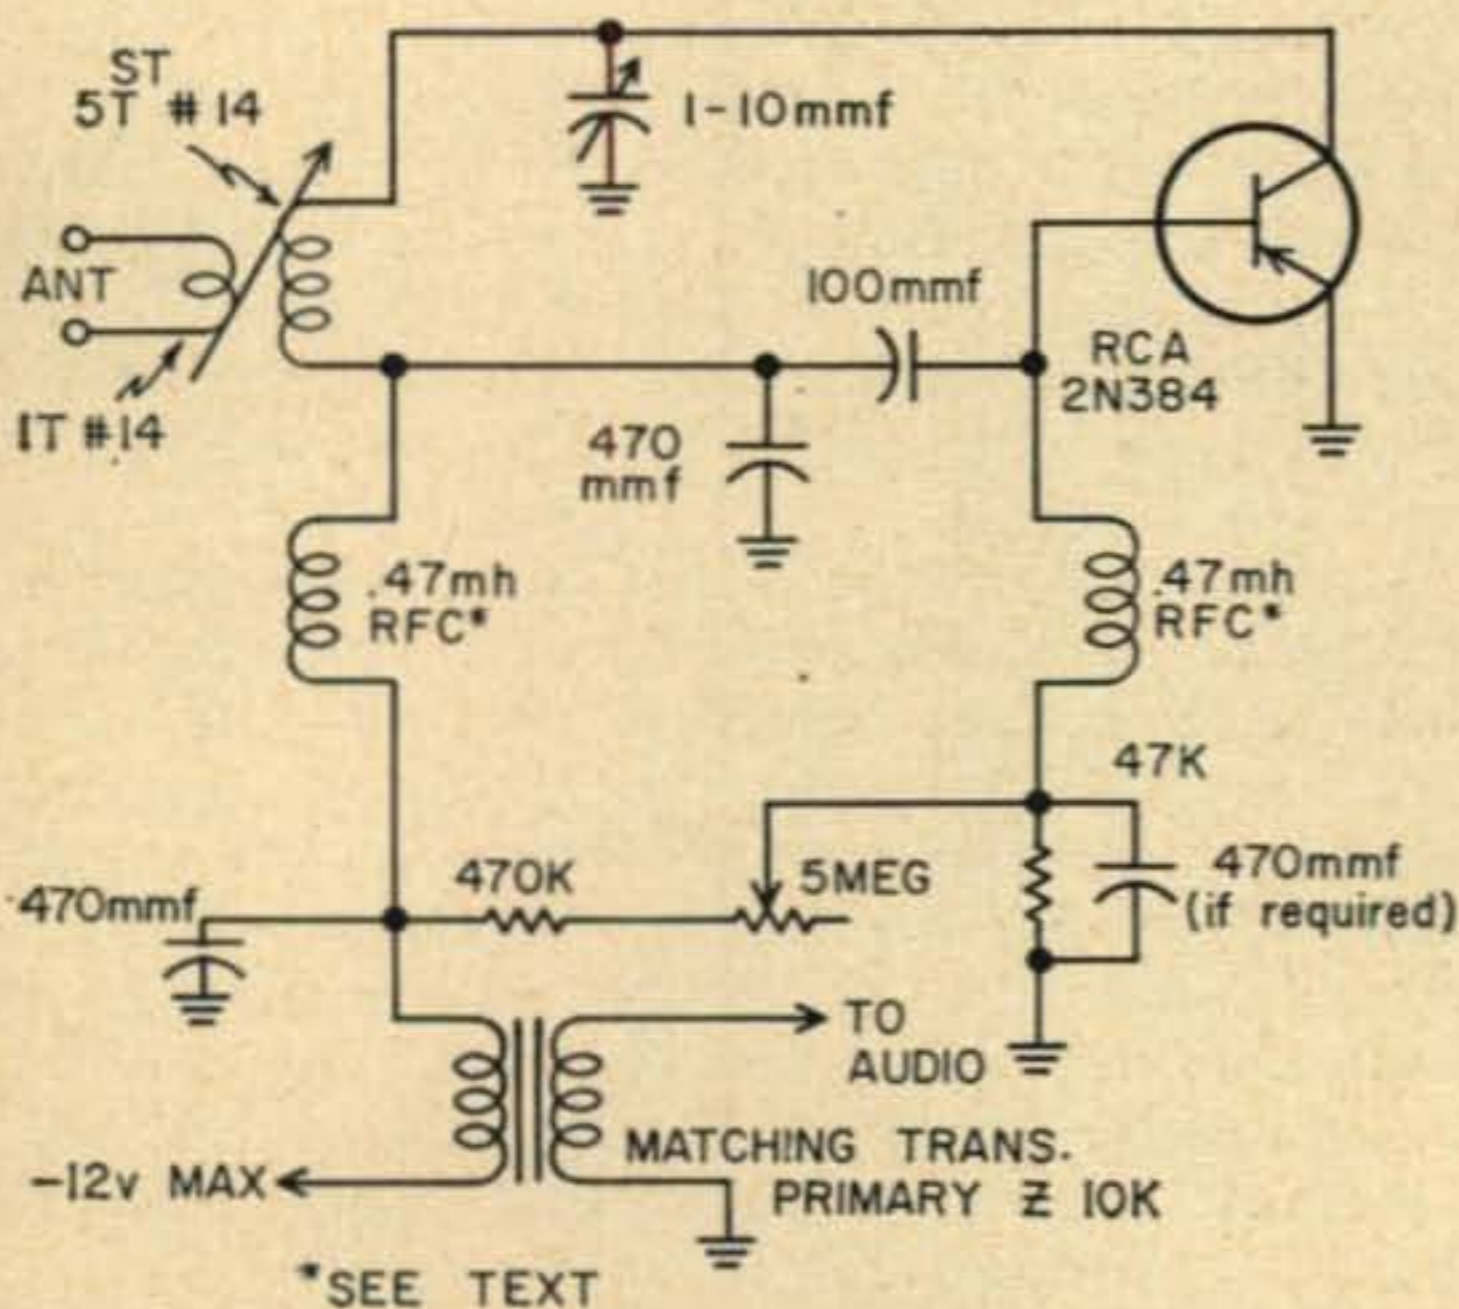 ST
5T #14
1-10mmf
ANT
100mmf
RCA
2N384
1T #14
470
mmf
.47mh
RFC*
.47mh
RFC*
47K
470K
5MEG
470mmf
470mmf
(if required)
TO
AUDIO
MATCHING TRANS.
PRIMARY Z 10K
-12v MAX
*SEE TEXT